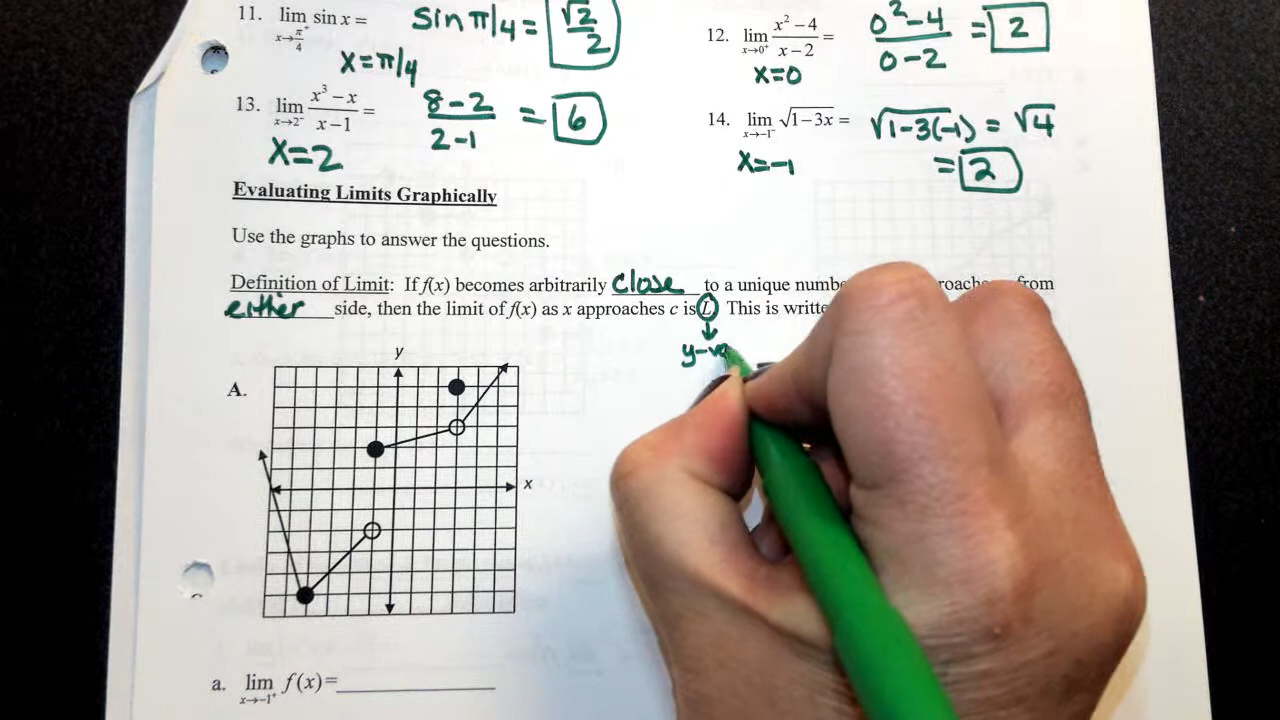 11. lim x→π/4⁺ sin x = sin π/4 = √2/2
x=π/4
12. lim x→0⁺ (x² − 4)/(x − 2) = (0²−4)/(0−2) = 2
x=0
13. lim x→2⁻ (x³ − x)/(x − 1) = (8−2)/(2−1) = 6
x=2
14. lim x→−1⁻ √(1−3x) = √(1−3(−1)) = √4
x=−1 = 2
Evaluating Limits Graphically
Use the graphs to answer the questions.
Definition of Limit: If f(x) becomes arbitrarily close to a unique from
either side, then the limit of f(x) as x approaches c is L. This is
A.
y
x
a. lim x→−1⁺ f(x)=